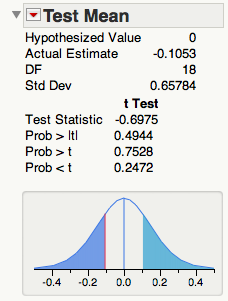 Test Mean
Hypothesized Value 0
Actual Estimate -0.1053
DF 18
Std Dev 0.65784
t Test
Test Statistic -0.6975
Prob > |t| 0.4944
Prob > t 0.7528
Prob < t 0.2472
-0.4 -0.2 0.0 0.2 0.4